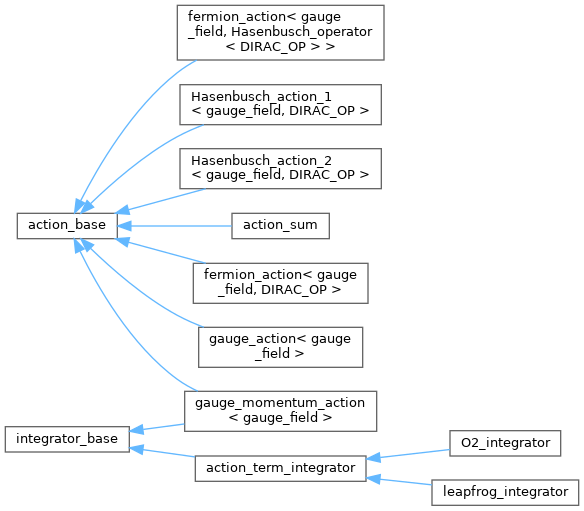 fermion_action< gauge
_field, Hasenbusch_operator
< DIRAC_OP > >
Hasenbusch_action_1
< gauge_field, DIRAC_OP >
Hasenbusch_action_2
< gauge_field, DIRAC_OP >
action_base
action_sum
fermion_action< gauge
_field, DIRAC_OP >
gauge_action< gauge
_field >
gauge_momentum_action
< gauge_field >
integrator_base
O2_integrator
action_term_integrator
leapfrog_integrator